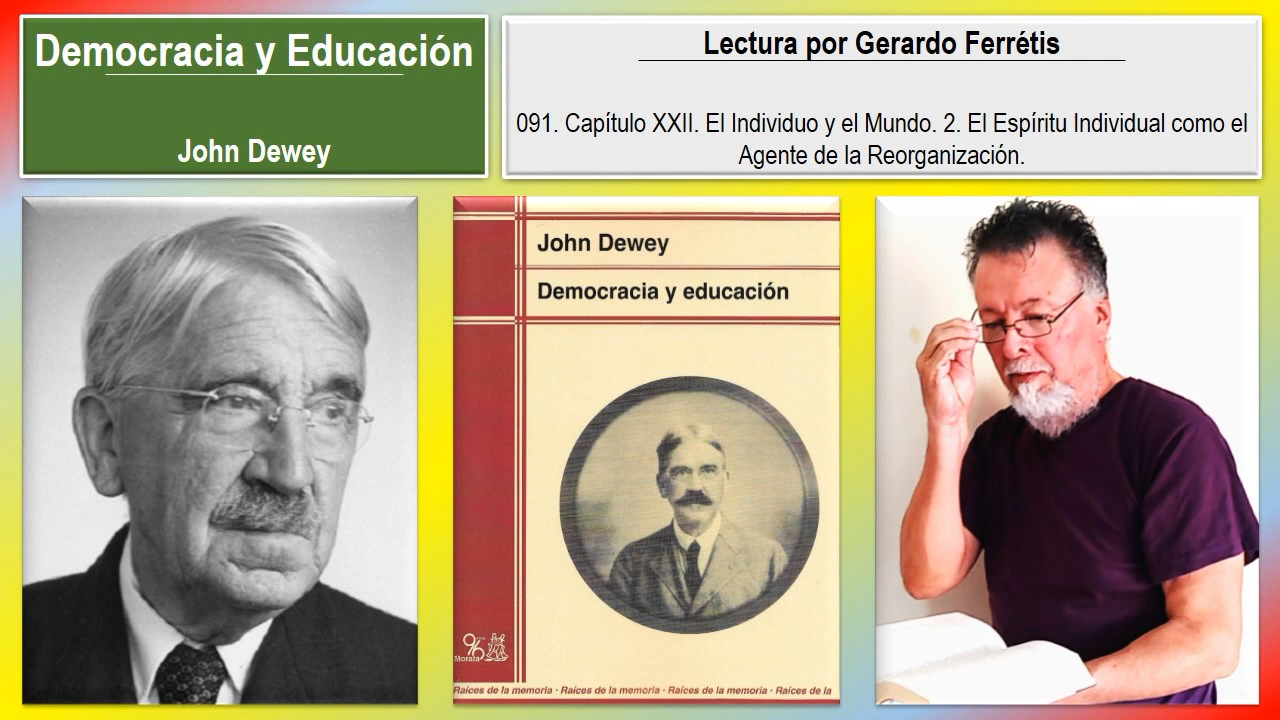 Democracia y Educación
John Dewey
Lectura por Gerardo Ferrétis
091. Capítulo XXII. El Individuo y el Mundo. 2. El Espíritu Individual como el
Agente de la Reorganización.
John Dewey
Democracia y educación
Morata
Raíces de la memoria · Raíces de la memoria · Raíces de la memoria · Raíces de la